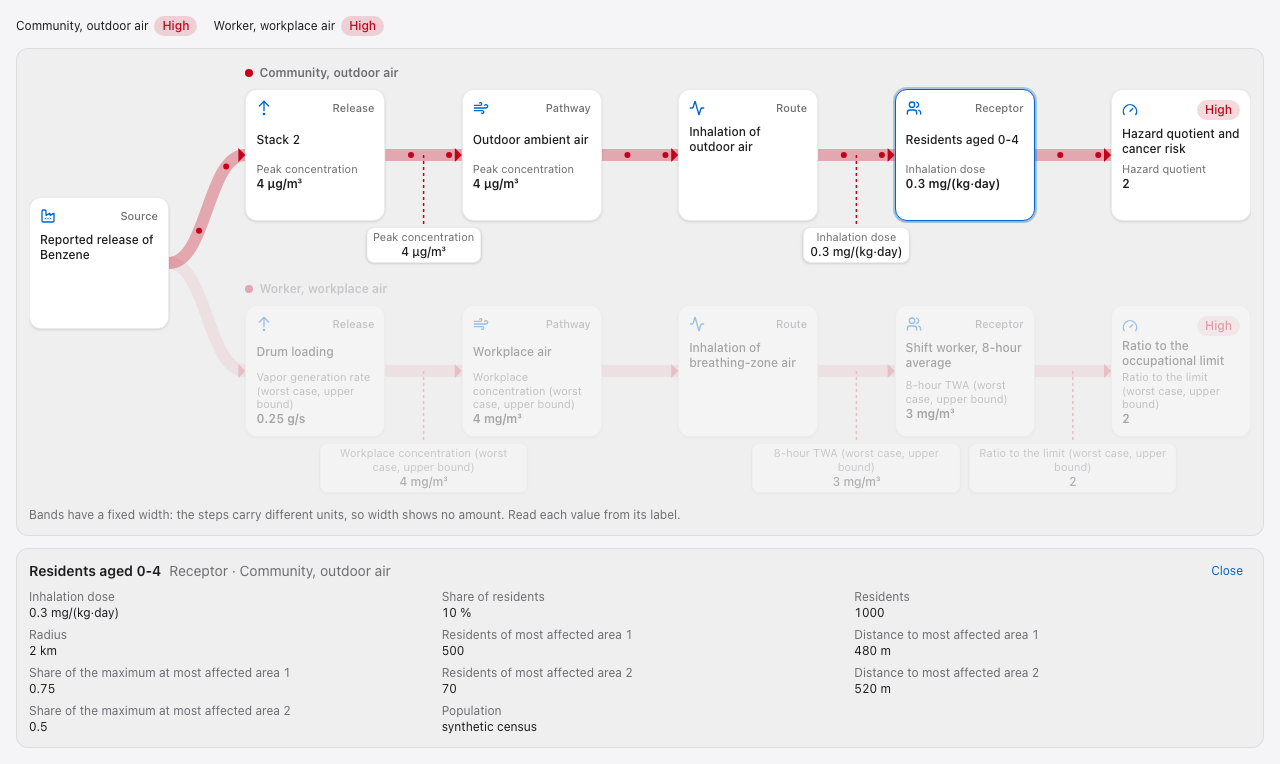 Community, outdoor air High Worker, workplace air High
Community, outdoor air
Release
Stack 2
Peak concentration
4 µg/m³
Pathway
Outdoor ambient air
Peak concentration
4 µg/m³
Route
Inhalation of
outdoor air
Receptor
Residents aged 0-4
Inhalation dose
0.3 mg/(kg·day)
High
Hazard quotient and
cancer risk
Hazard quotient
2
Source
Reported release of
Benzene
Peak concentration
4 µg/m³
Inhalation dose
0.3 mg/(kg·day)
Worker, workplace air
Release
Drum loading
Vapor generation rate
(worst case, upper
bound)
0.25 g/s
Pathway
Workplace air
Workplace
concentration (worst
case, upper bound)
4 mg/m³
Route
Inhalation of
breathing-zone air
Receptor
Shift worker, 8-hour
average
8-hour TWA (worst
case, upper bound)
3 mg/m³
High
Ratio to the
occupational limit
Ratio to the limit
(worst case, upper
bound)
2
Workplace concentration (worst
case, upper bound)
4 mg/m³
8-hour TWA (worst case, upper
bound)
3 mg/m³
Ratio to the limit (worst case, upper
bound)
2
Bands have a fixed width: the steps carry different units, so width shows no amount. Read each value from its label.
Residents aged 0-4 Receptor · Community, outdoor air Close
Inhalation dose
0.3 mg/(kg·day)
Share of residents
10 %
Residents
1000
Radius
2 km
Residents of most affected area 1
500
Distance to most affected area 1
480 m
Share of the maximum at most affected area 1
0.75
Residents of most affected area 2
70
Distance to most affected area 2
520 m
Share of the maximum at most affected area 2
0.5
Population
synthetic census